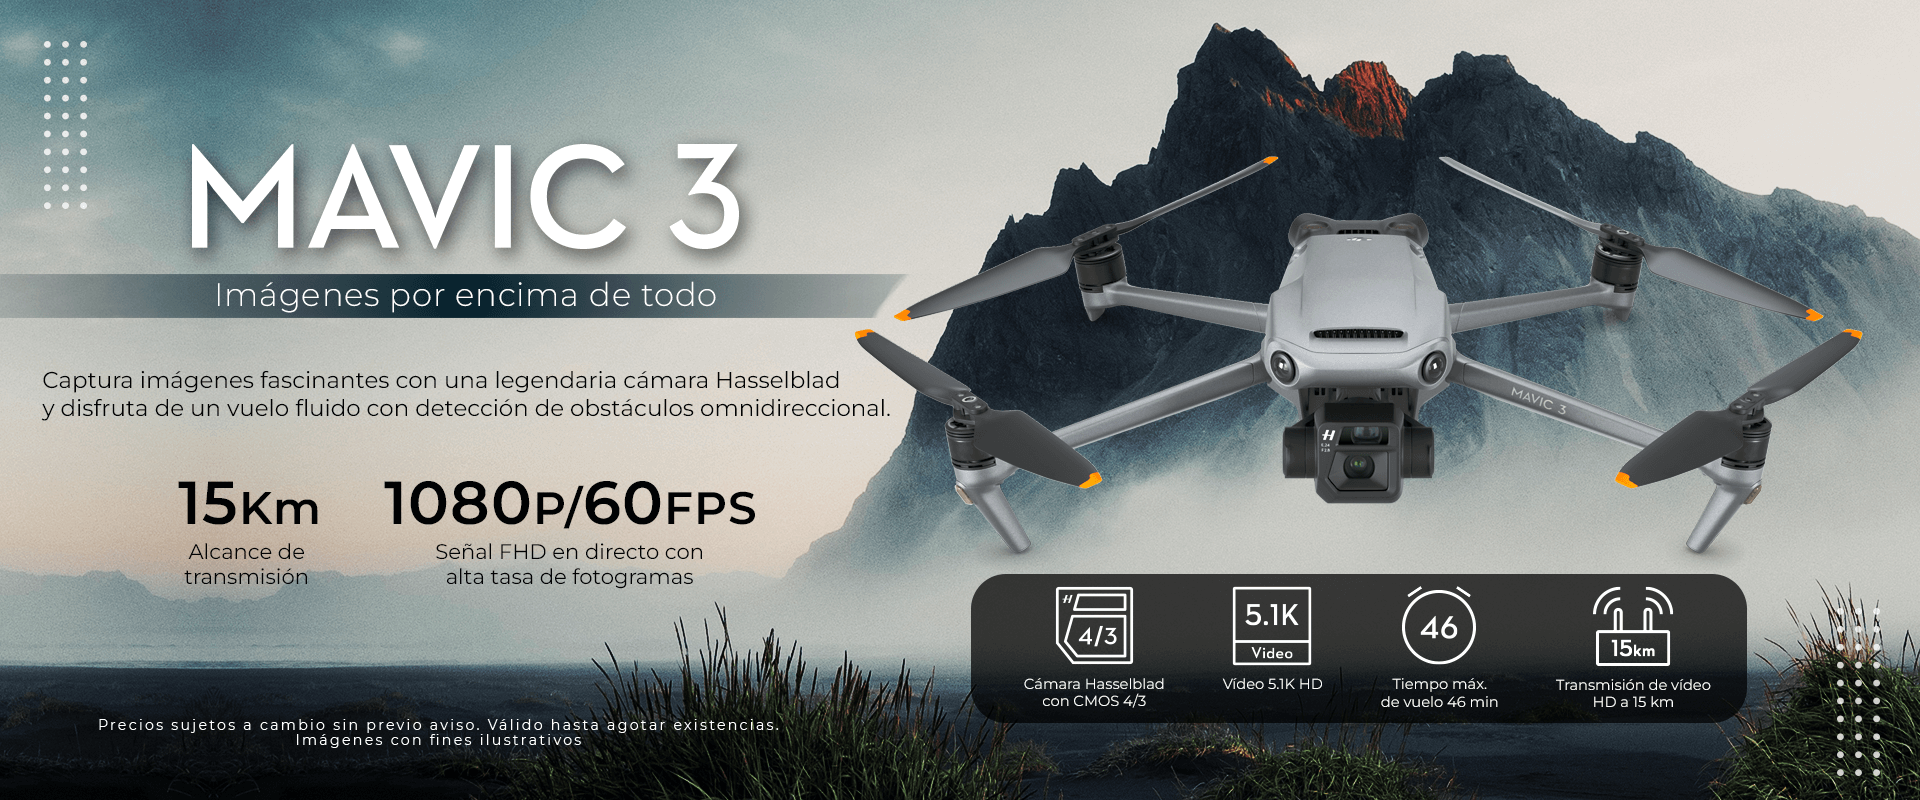 MAVIC 3
Imágenes por encima de todo
Captura imágenes fascinantes con una legendaria cámara Hasselblad
y disfruta de un vuelo fluido con detección de obstáculos omnidireccional.
15Km
Alcance de
transmisión
1080P/60FPS
Señal FHD en directo con
alta tasa de fotogramas
MAVIC 3
H
H
4/3
Cámara Hasselblad
con CMOS 4/3
5.1K
Video
Vídeo 5.1K HD
46
Tiempo máx.
de vuelo 46 min
15km
Transmisión de vídeo
HD a 15 km
Precios sujetos a cambio sin previo aviso. Válido hasta agotar existencias.
Imágenes con fines ilustrativos